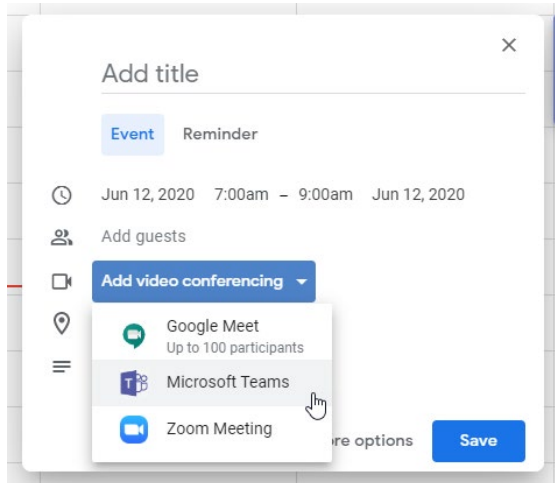 Add title
Event Reminder
Jun 12, 2020 7:00am – 9:00am Jun 12, 2020
Add guests
Add video conferencing
Google Meet
Up to 100 participants
Microsoft Teams
Zoom Meeting
options Save